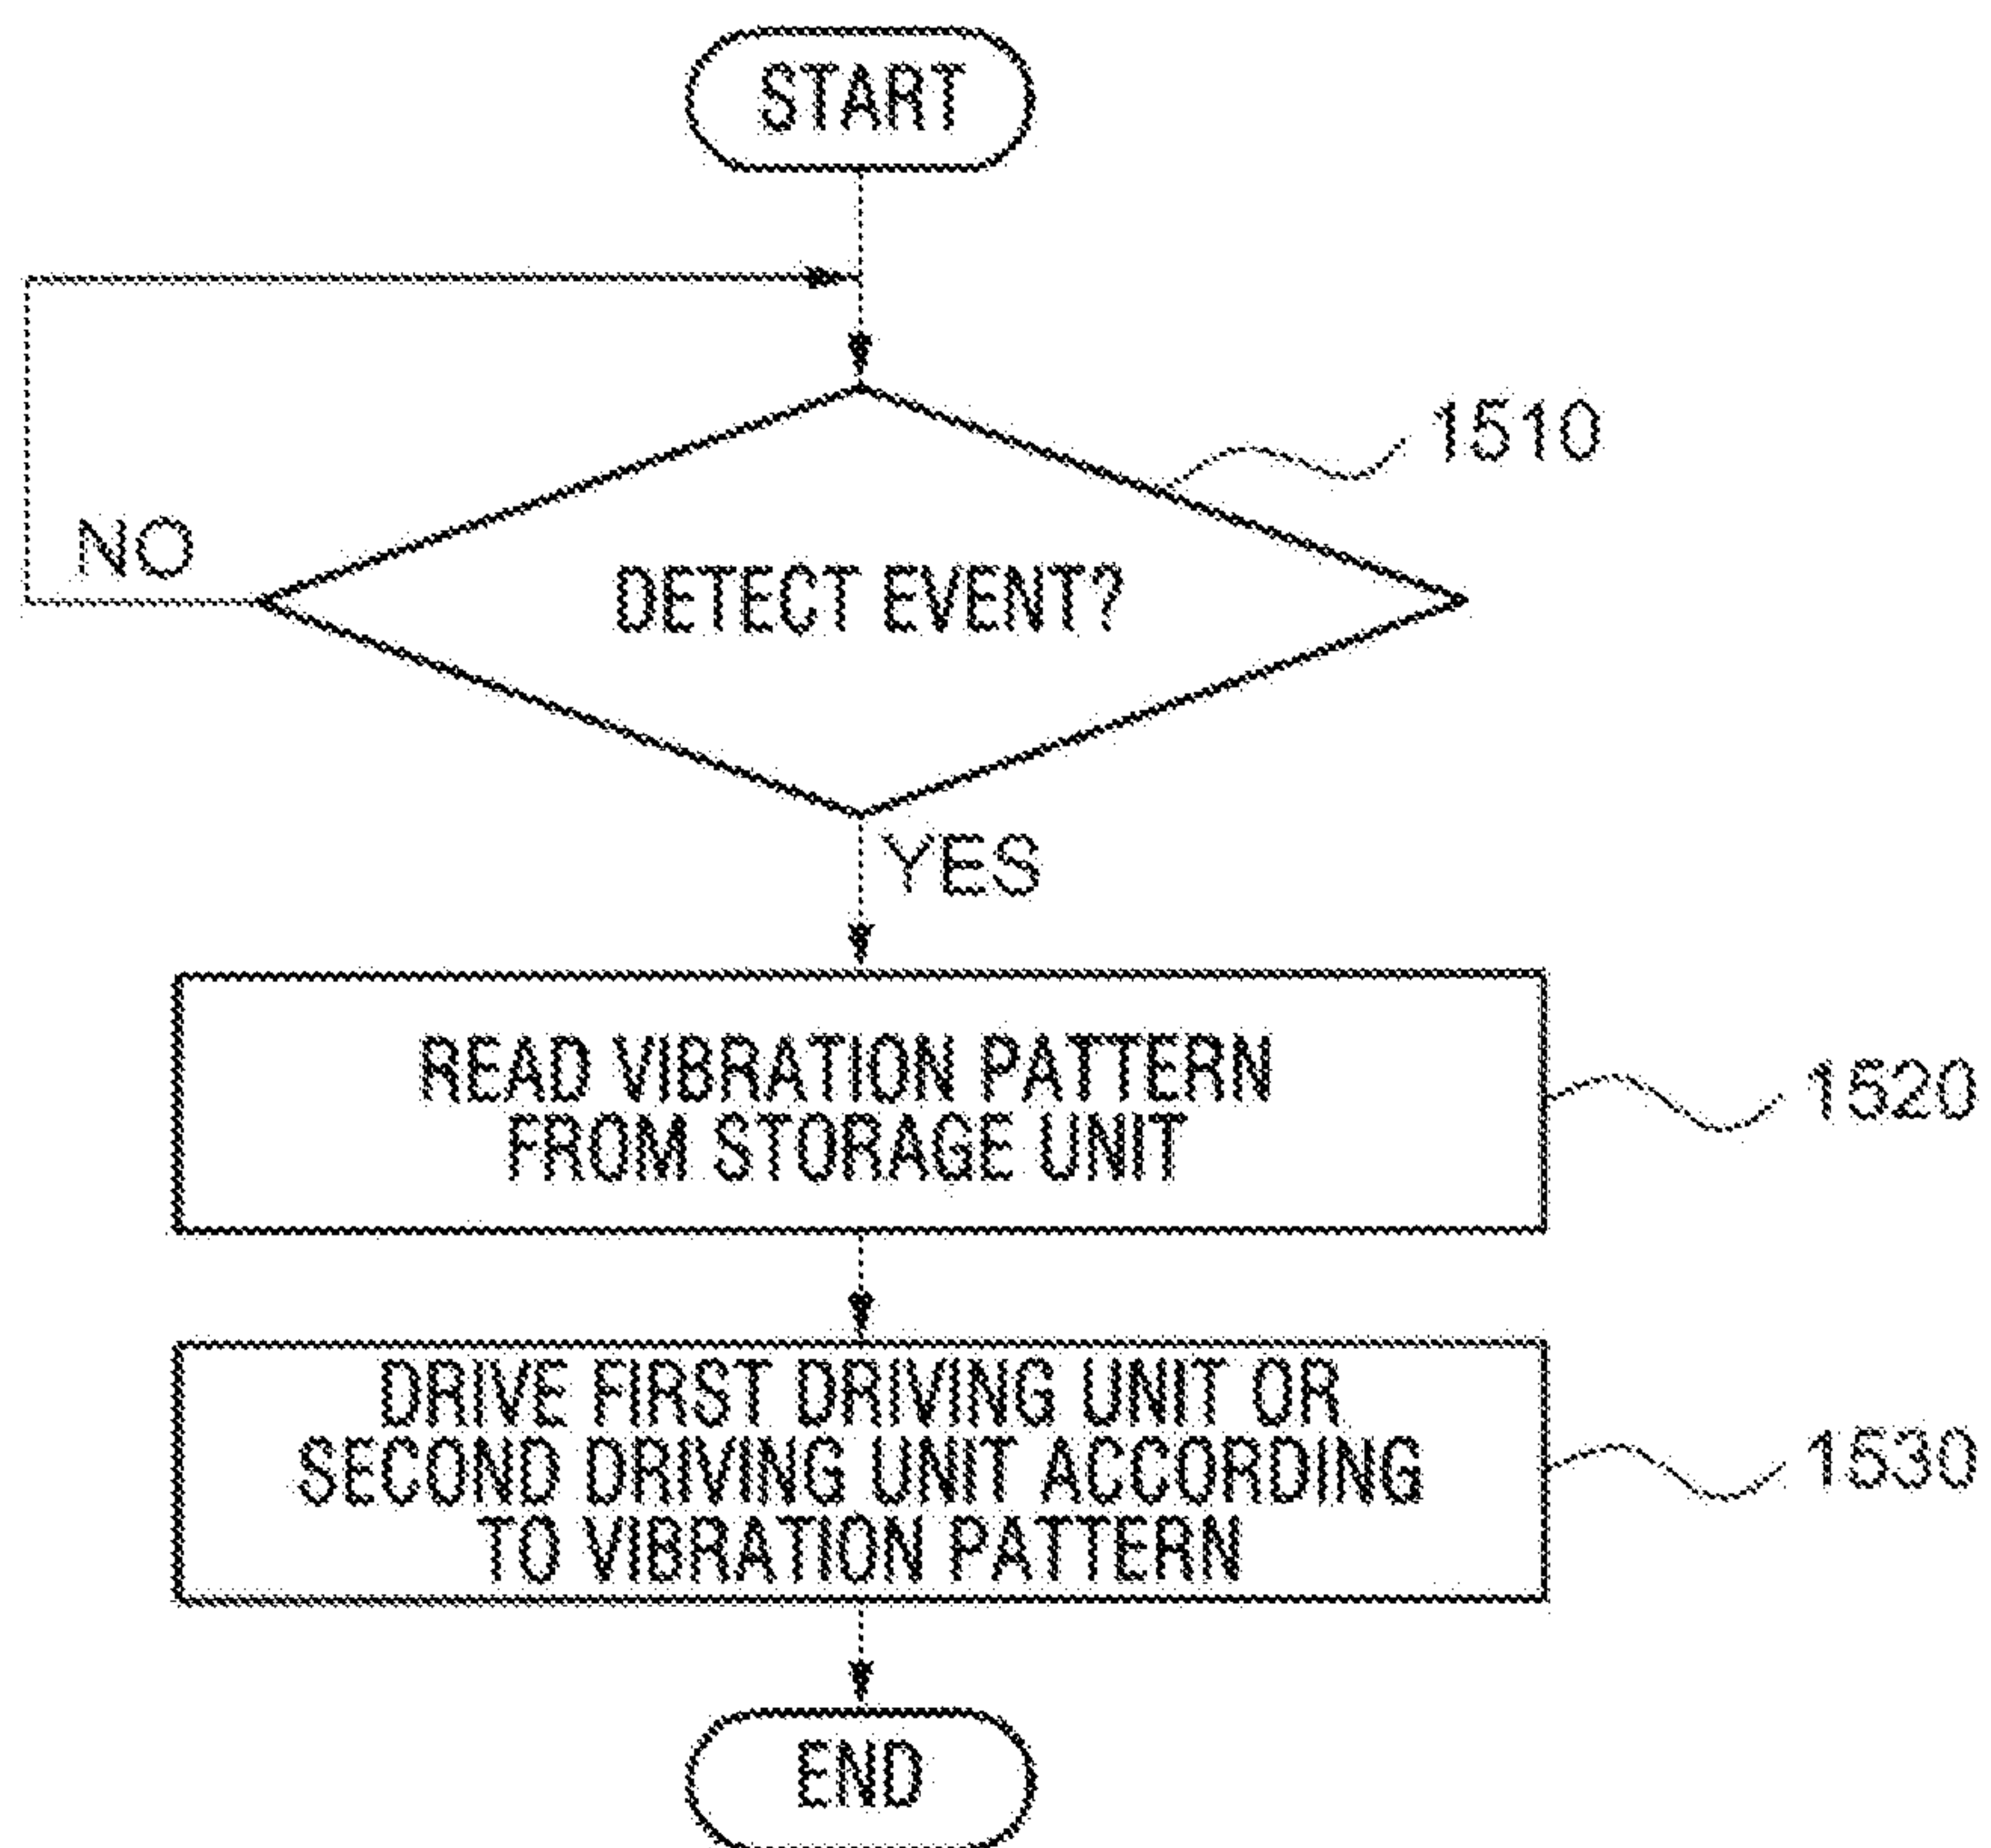 START
1510
NO
DETECT EVENT?
YES
READ VIBRATION PATTERN
FROM STORAGE UNIT
1520
DRIVE FIRST DRIVING UNIT OR
SECOND DRIVING UNIT ACCORDING
TO VIBRATION PATTERN
1530
END